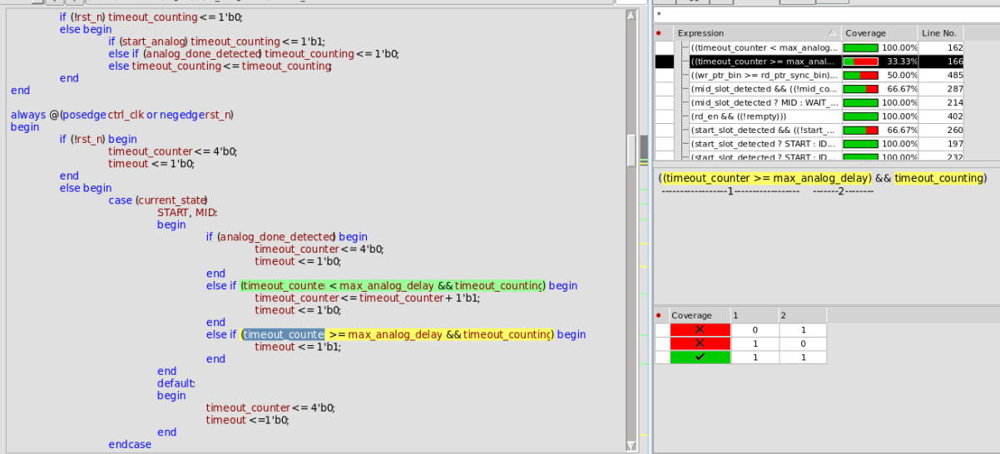 if (!rst_n) timeout_counting <= 1'b0;
else begin
if (start_analog) timeout_counting <= 1'b1;
else if (analog_done_detected) timeout_counting <= 1'b0;
else timeout_counting <= timeout_counting;
end
end
always @(posedge ctrl_clk or negedge rst_n)
begin
if (!rst_n) begin
timeout_counter <= 4'b0;
timeout <= 1'b0;
end
else begin
case (current_state)
START, MID:
begin
if (analog_done_detected) begin
timeout_counter <= 4'b0;
timeout <= 1'b0;
end
else if (timeout_counter < max_analog_delay && timeout_counting) begin
timeout_counter <= timeout_counter + 1'b1;
timeout <= 1'b0;
end
else if (timeout_counter >= max_analog_delay && timeout_counting) begin
timeout <= 1'b1;
end
end
default:
begin
timeout_counter <= 4'b0;
timeout <=1'b0;
end
endcase
*
Expression Coverage Line No.
((timeout_counter < max_analog... 100.00% 162
((timeout_counter >= max_anal... 33.33% 166
((wr_ptr_bin >= rd_ptr_sync_bin)... 50.00% 485
(mid_slot_detected && ((!mid_co... 66.67% 287
(mid_slot_detected ? MID : WAIT_... 100.00% 214
(rd_en && ((!rempty))) 100.00% 402
(start_slot_detected && ((!start_... 66.67% 260
(start_slot_detected ? START : ID... 100.00% 197
(start_slot_detected ? START : ID... 100.00% 232
((timeout_counter >= max_analog_delay) && timeout_counting)
------------------1------------------ -------2--------
Coverage 1 2
0 1
1 0
1 1